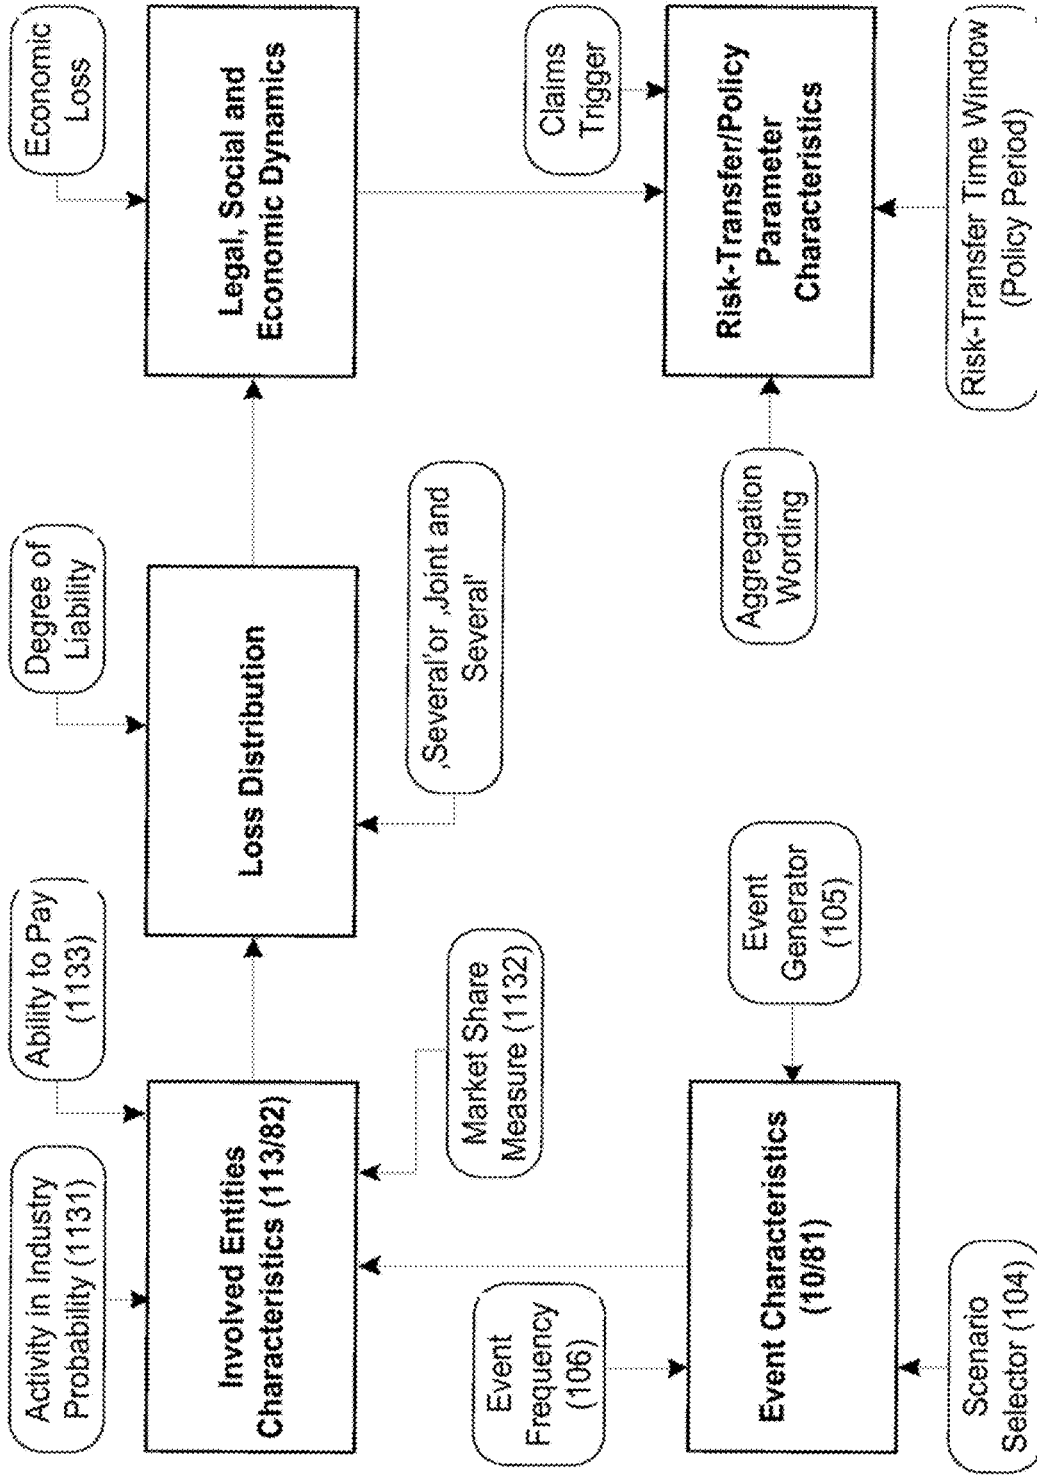 Activity in Industry
Probability (1131)
Ability to Pay
(1133)
Degree of
Liability
Economic
Loss
Involved Entities
Characteristics (113/82)
Loss Distribution
Legal, Social and
Economic Dynamics
Market Share
Measure (1132)
‚Several'or ‚Joint and
Several"
Event
Frequency
(106)
Claims
Trigger
Event Characteristics
(10/81)
Event
Generator
(105)
Aggregation
Wording
Risk-Transfer/Policy
Parameter
Characteristics
Scenario
Selector (104)
Risk-Transfer Time Window
(Policy Period)